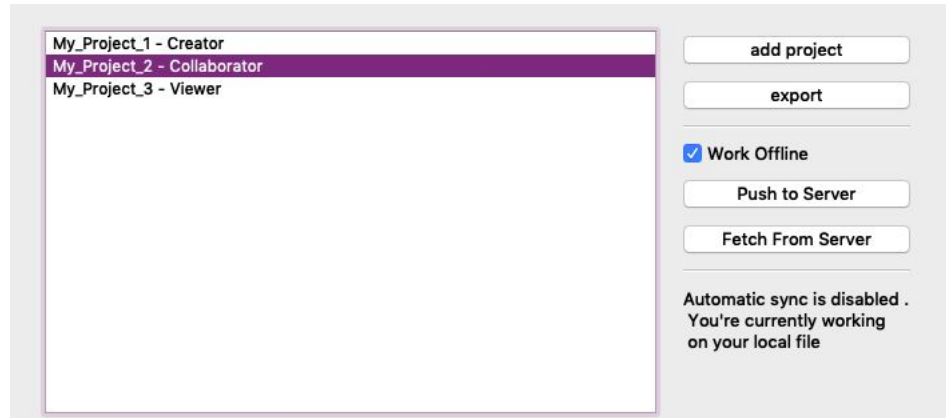 My_Project_1 - Creator
My_Project_2 - Collaborator
My_Project_3 - Viewer
add project
export
Work Offline
Push to Server
Fetch From Server
Automatic sync is disabled .
You're currently working
on your local file